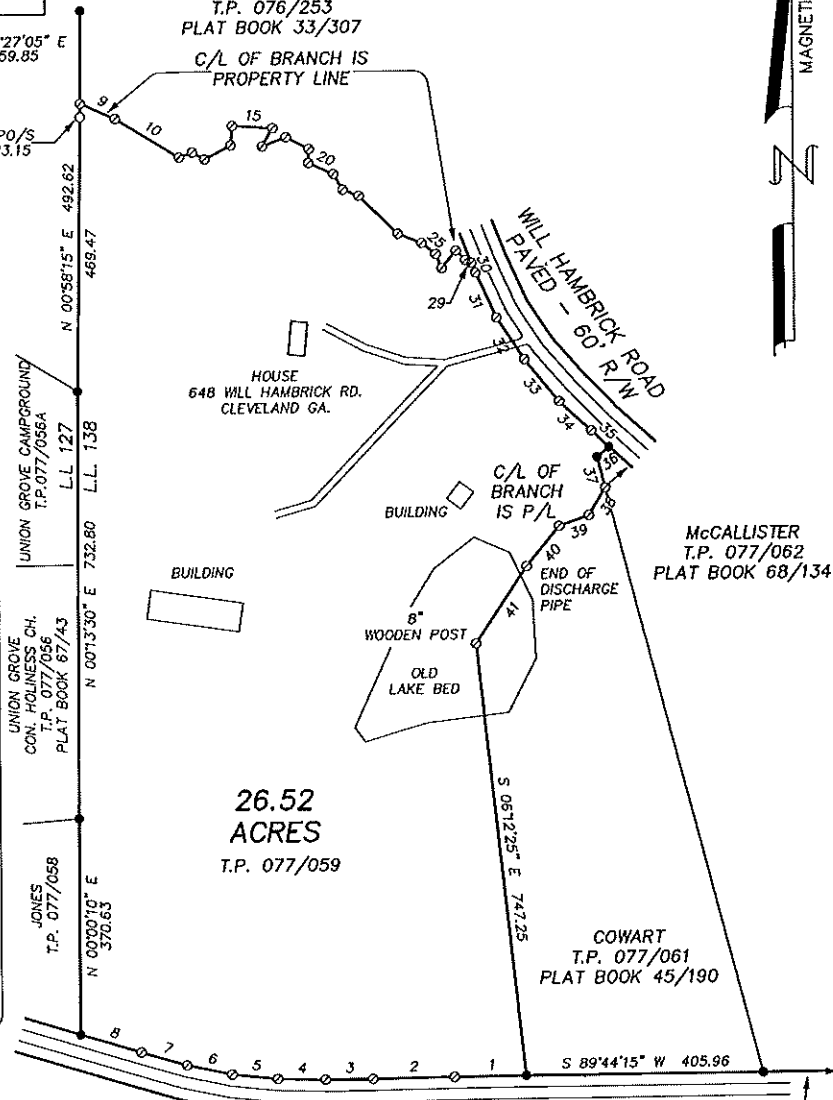 T.P. 076/253
PLAT BOOK 33/307
°27'05" E
59.85
C/L OF BRANCH IS
PROPERTY LINE
MAGNETI
PO/S
3.15
9
10
15
20
25
29
30
31
32
33
34
35
36
37
38
39
40
41
N 00°58'15" E 492.62
469.47
WILL HAMBRICK ROAD
PAVED - 60' R/W
HOUSE
648 WILL HAMBRICK RD.
CLEVELAND GA.
UNION GROVE CAMPGROUND
T.P.077/056A
L.L 127
L.L. 138
BUILDING
C/L OF
BRANCH
IS P/L
McCALLISTER
T.P. 077/062
PLAT BOOK 68/134
END OF
DISCHARGE
PIPE
BUILDING
8"
WOODEN POST
OLD
LAKE BED
UNION GROVE
CON. HOLINESS CH.
T.P. 077/056
PLAT BOOK 67/43
N 00°13'30" E 732.80
26.52
ACRES
T.P. 077/059
S 06°12'25" E 747.25
JONES
T.P. 077/058
N 00°00'10" E
370.63
COWART
T.P. 077/061
PLAT BOOK 45/190
8
7
6
5
4
3
2
1
S 89°44'15" W 405.96